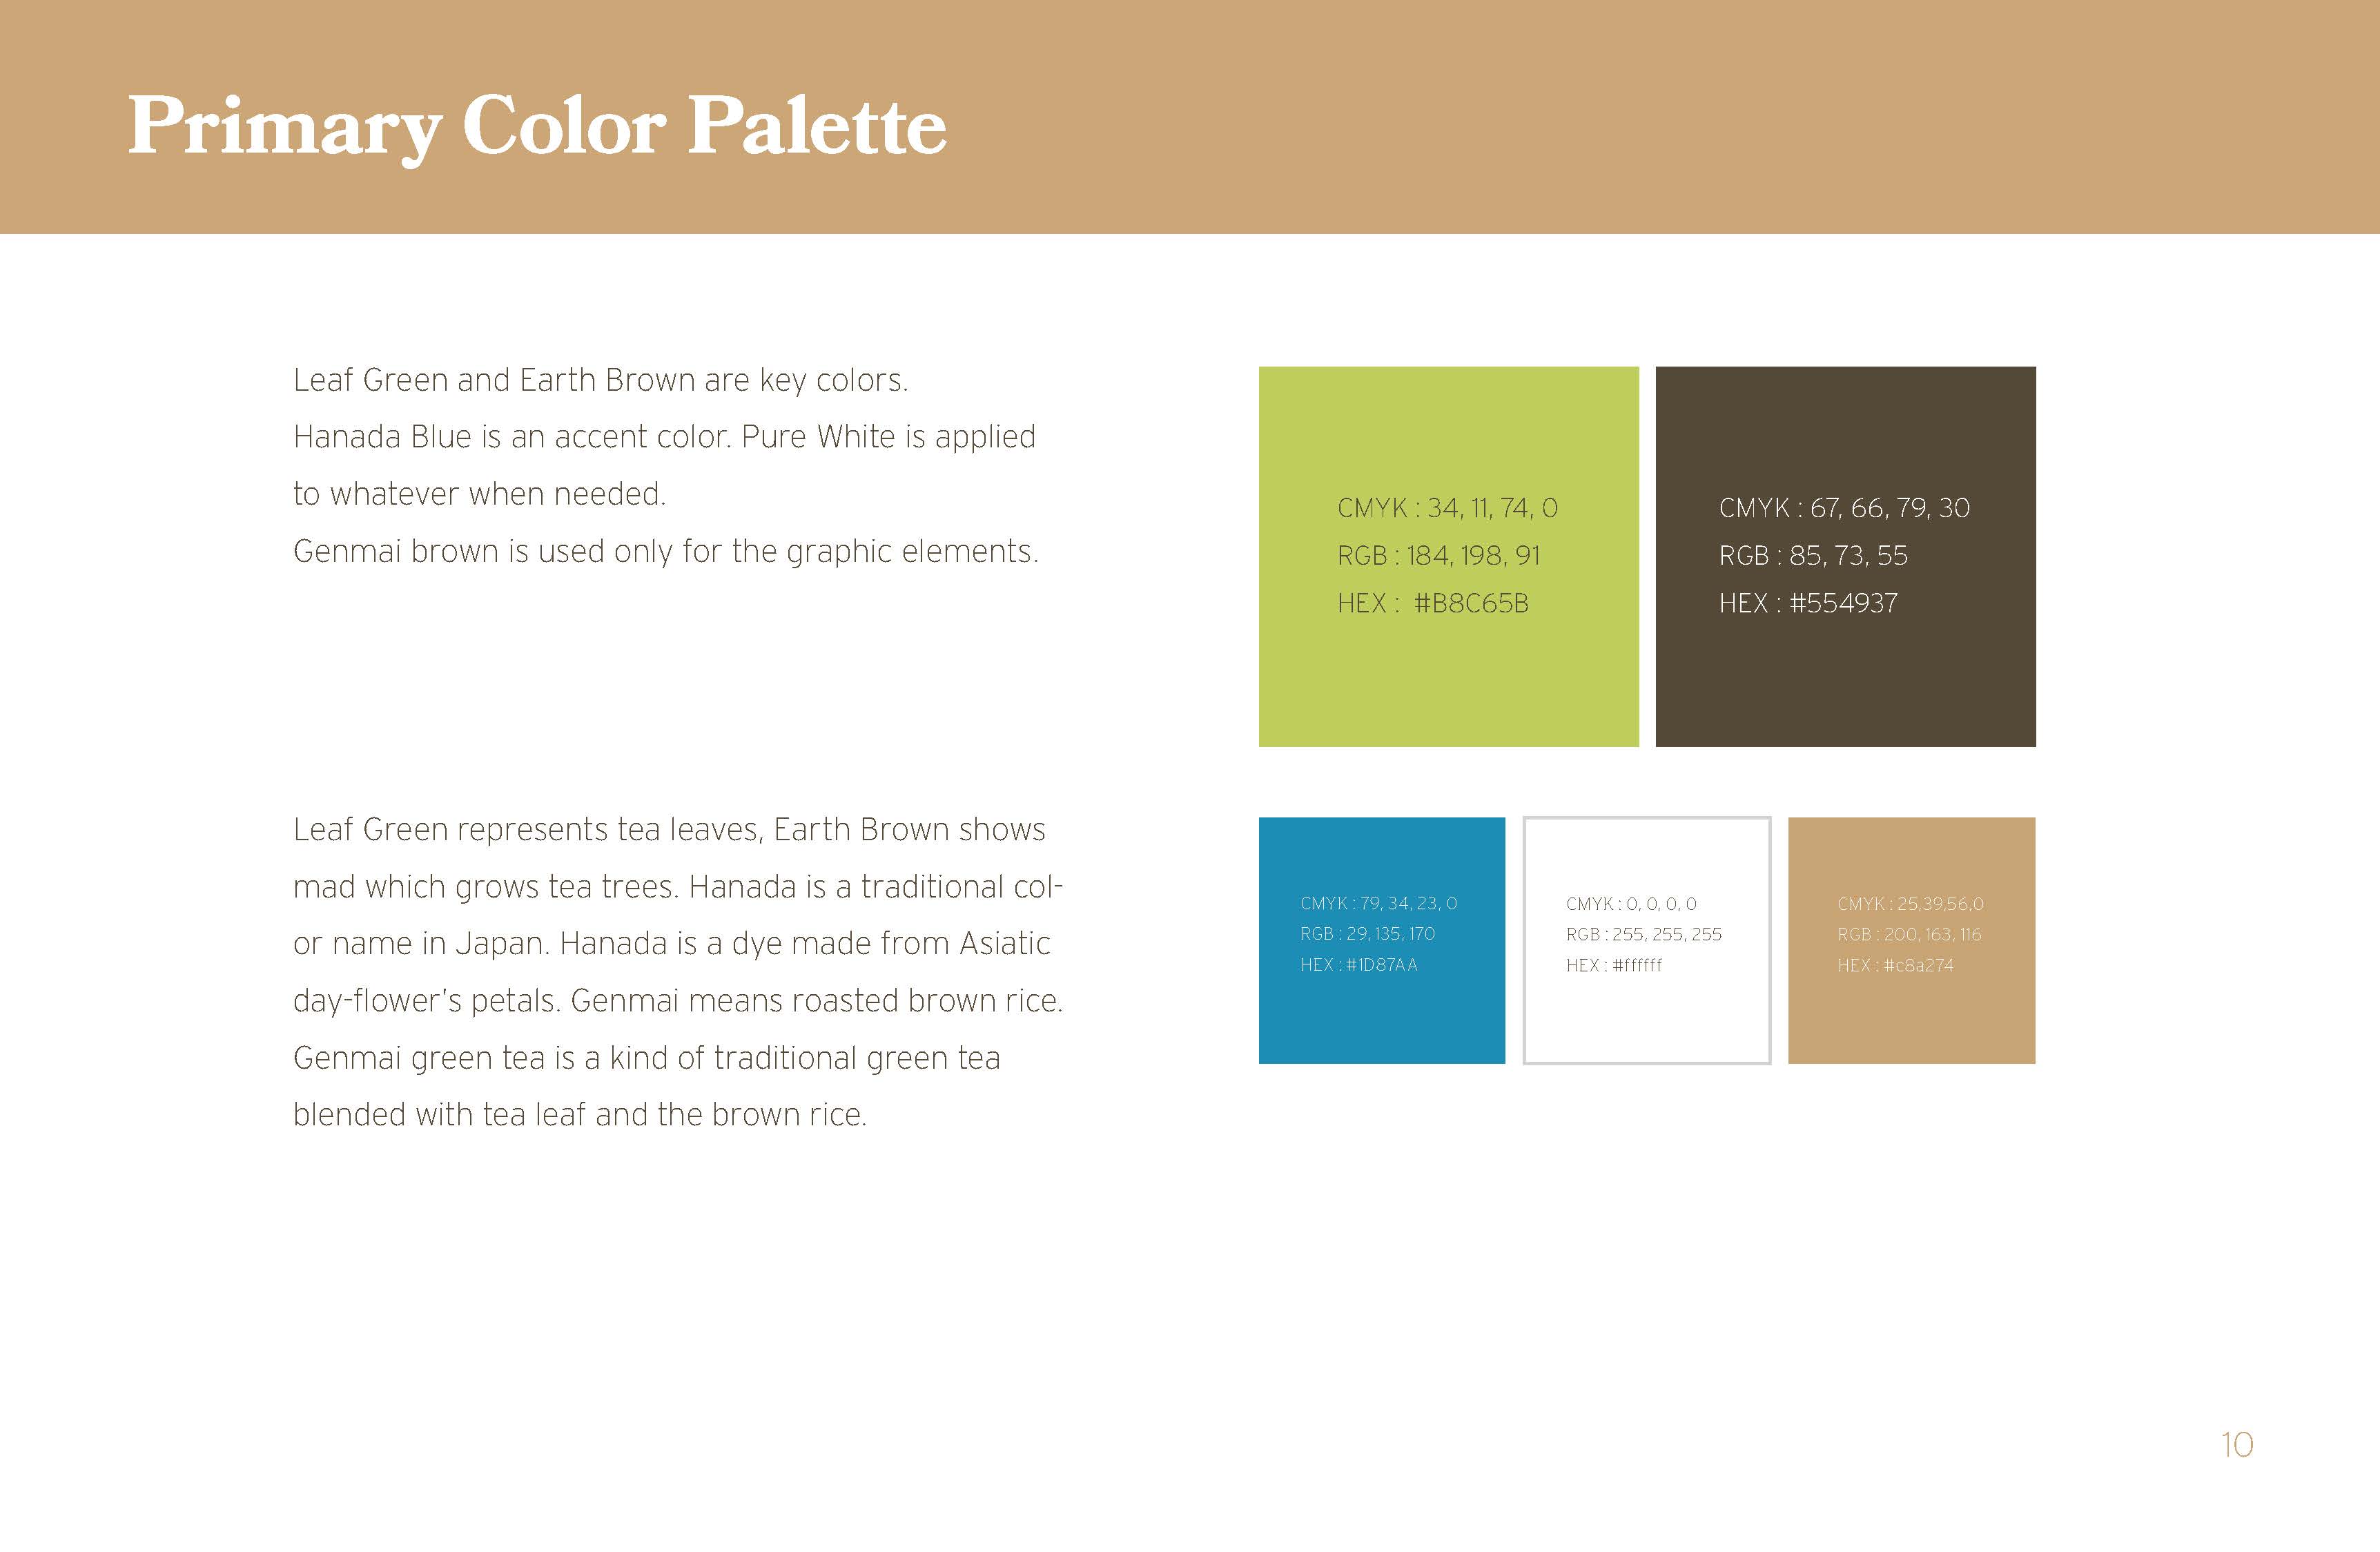 Primary Color Palette
Leaf Green and Earth Brown are key colors.
Hanada Blue is an accent color. Pure White is applied
to whatever when needed.
Genmai brown is used only for the graphic elements.
CMYK : 34, 11, 74, 0
RGB : 184, 198, 91
HEX :  #B8C65B
CMYK : 67, 66, 79, 30
RGB : 85, 73, 55
HEX : #554937
Leaf Green represents tea leaves, Earth Brown shows
mad which grows tea trees. Hanada is a traditional col-
or name in Japan. Hanada is a dye made from Asiatic
day-flower's petals. Genmai means roasted brown rice.
Genmai green tea is a kind of traditional green tea
blended with tea leaf and the brown rice.
CMYK : 79, 34, 23, 0
RGB : 29, 135, 170
HEX : #1D87AA
CMYK : 0, 0, 0, 0
RGB : 255, 255, 255
HEX : #ffffff
CMYK : 25,39,56,0
RGB : 200, 163, 116
HEX : #c8a274
10